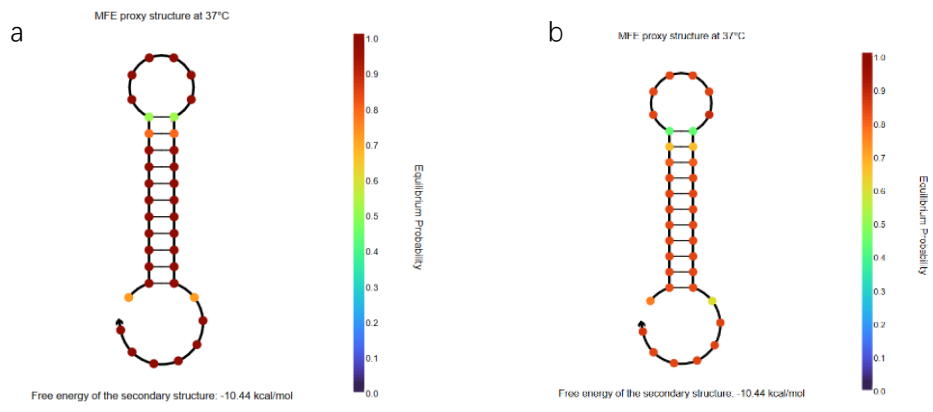 a
MFE proxy structure at 37°C
1.0
0.9
0.8
0.7
0.6
0.5
0.4
0.3
0.2
0.1
0.0
Equilibrium Probability
Free energy of the secondary structure: -10.44 kcal/mol
b
MFE proxy structure at 37°C
1.0
0.9
0.8
0.7
0.6
0.5
0.4
0.3
0.2
0.1
0.0
Equilibrium Probability
Free energy of the secondary structure. -10.44 kcal/mol